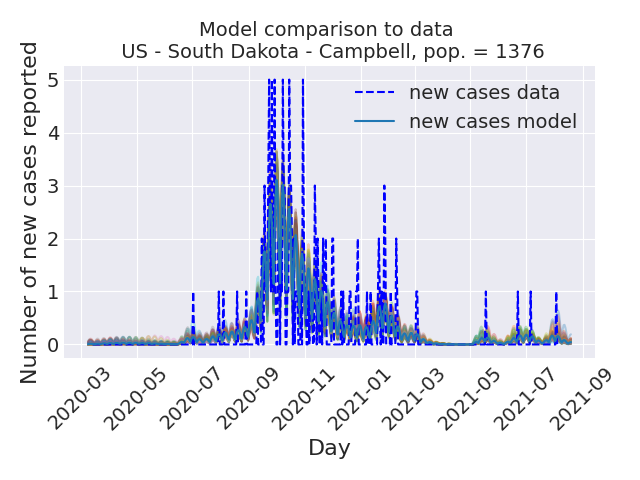 Model comparison to data
US - South Dakota - Campbell, pop. = 1376
Number of new cases reported
5
4
3
2
1
0
new cases data
new cases model
2020-03
2020-05
2020-07
2020-09
2020-11
2021-01
2021-03
2021-05
2021-07
2021-09
Day